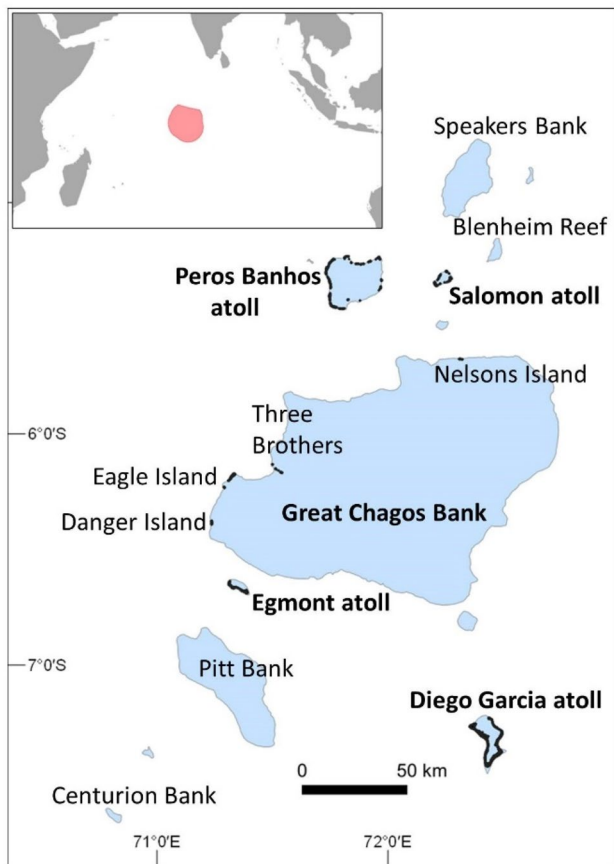 Speakers Bank
Blenheim Reef
Peros Banhos
atoll
Salomon atoll
Nelsons Island
Three
Brothers
6°0'S
Eagle Island
Great Chagos Bank
Danger Island
Egmont atoll
7°0'S
Pitt Bank
Diego Garcia atoll
0 50 km
Centurion Bank
71°0'E 72°0'E